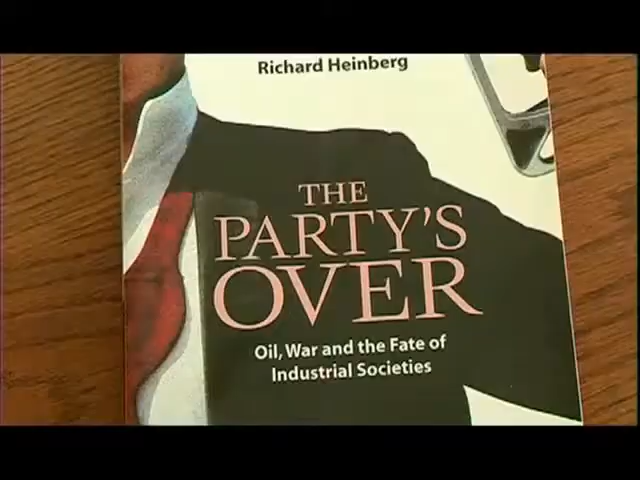 Richard Heinberg
THE
PARTY'S
OVER
Oil, War and the Fate of
Industrial Societies